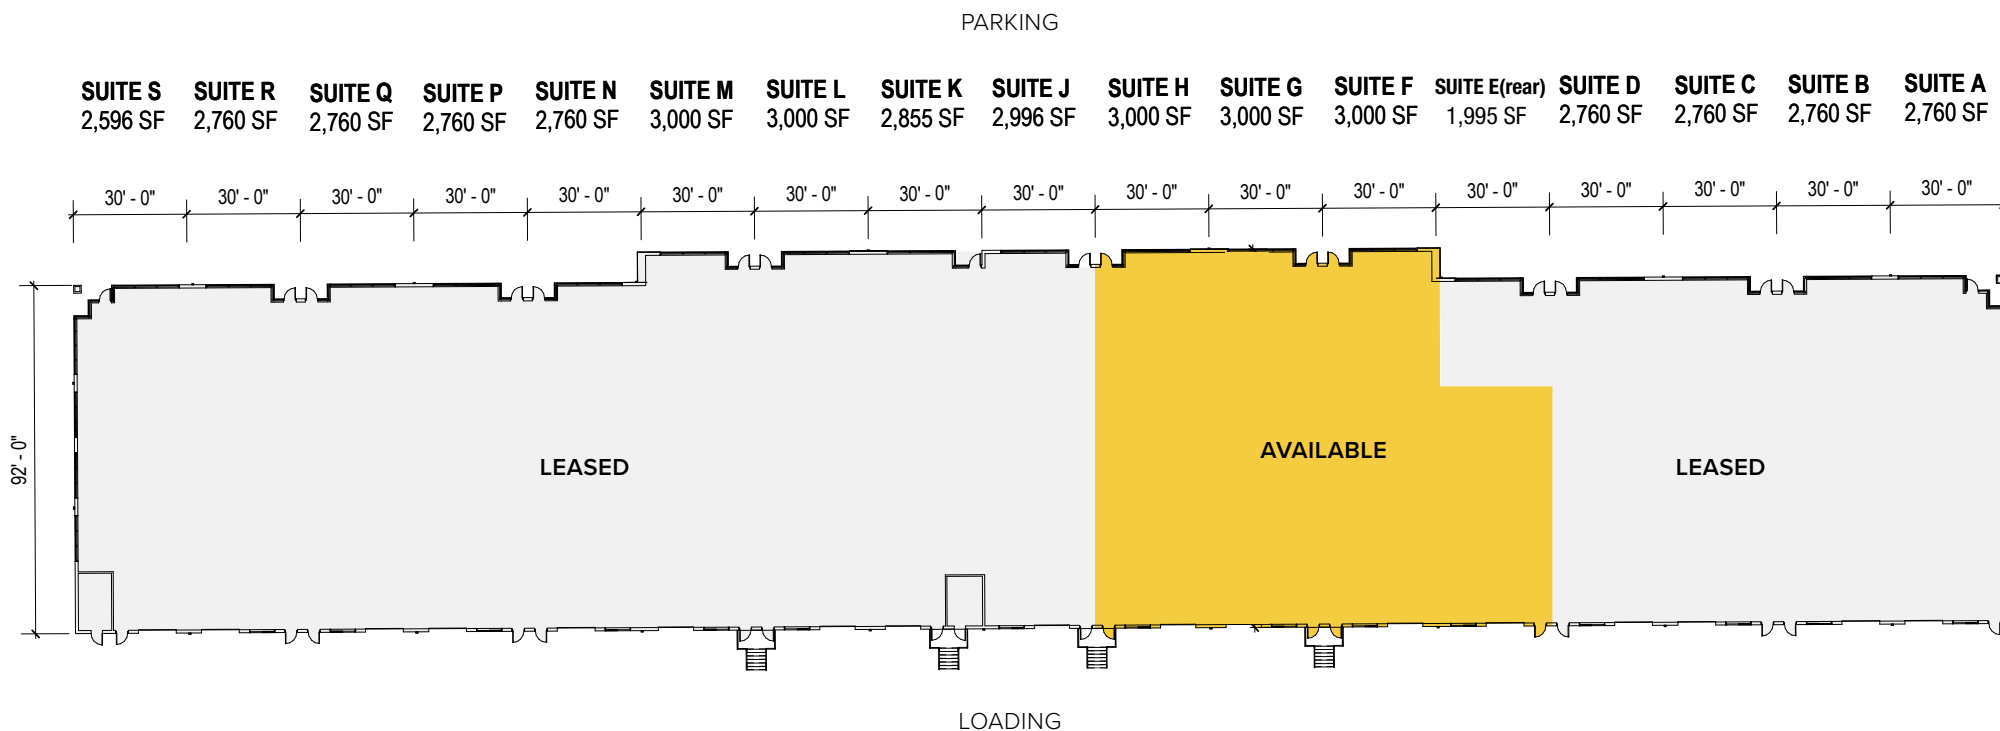 PARKING
SUITE S SUITE R SUITE Q SUITE P SUITE N SUITE M SUITE L SUITE K SUITE J SUITE H SUITE G SUITE F SUITE E(rear) SUITE D SUITE C SUITE B SUITE A
2,596 SF 2,760 SF 2,760 SF 2,760 SF 2,760 SF 3,000 SF 3,000 SF 2,855 SF 2,996 SF 3,000 SF 3,000 SF 3,000 SF 1,995 SF 2,760 SF 2,760 SF 2,760 SF 2,760 SF
30' - 0" 30' - 0" 30' - 0" 30' - 0" 30' - 0" 30' - 0" 30' - 0" 30' - 0" 30' - 0" 30' - 0" 30' - 0" 30' - 0" 30' - 0" 30' - 0" 30' - 0" 30' - 0" 30' - 0"
92' - 0"
LEASED
AVAILABLE
LEASED
LOADING